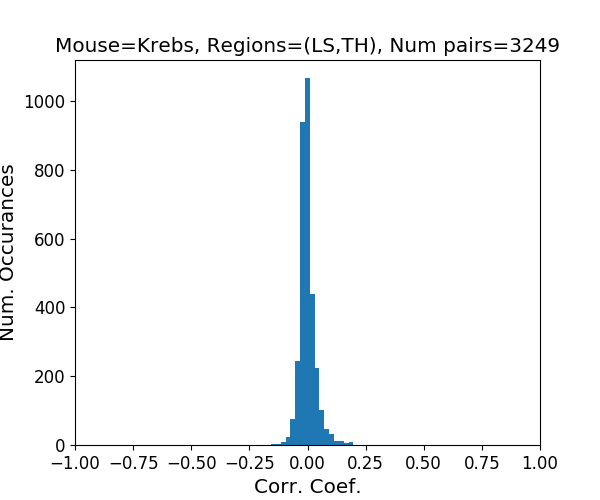 Mouse=Krebs, Regions=(LS,TH), Num pairs=3249
1000
800
600
400
200
0
Num. Occurances
−1.00 −0.75 −0.50 −0.25 0.00 0.25 0.50 0.75 1.00
Corr. Coef.